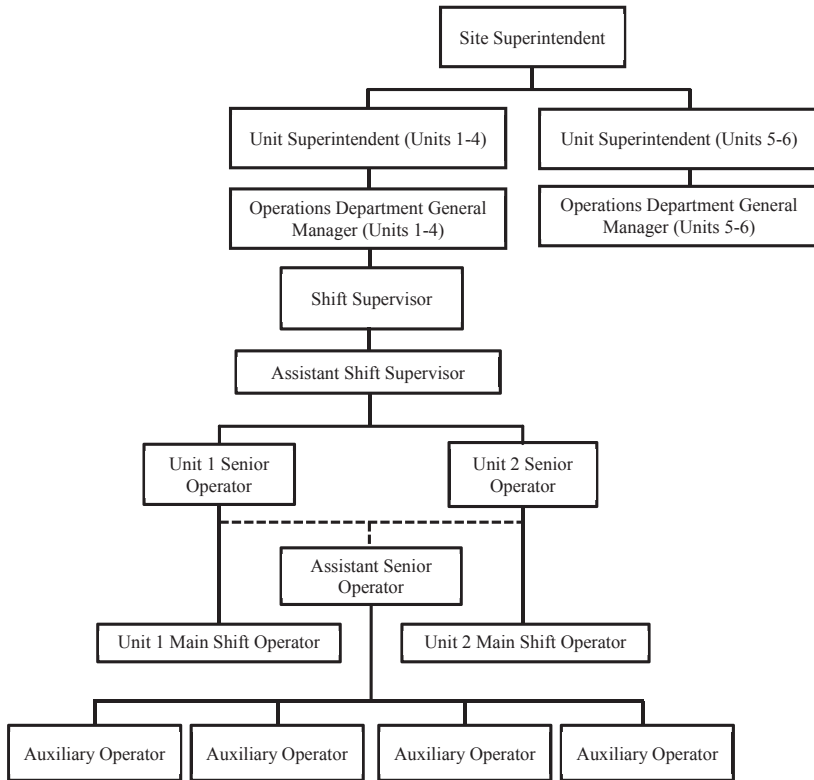 Site Superintendent
Unit Superintendent (Units 1-4)
Unit Superintendent (Units 5-6)
Operations Department General
Manager (Units 1-4)
Operations Department General
Manager (Units 5-6)
Shift Supervisor
Assistant Shift Supervisor
Unit 1 Senior
Operator
Unit 2 Senior
Operator
Assistant Senior
Operator
Unit 1 Main Shift Operator
Unit 2 Main Shift Operator
Auxiliary Operator
Auxiliary Operator
Auxiliary Operator
Auxiliary Operator